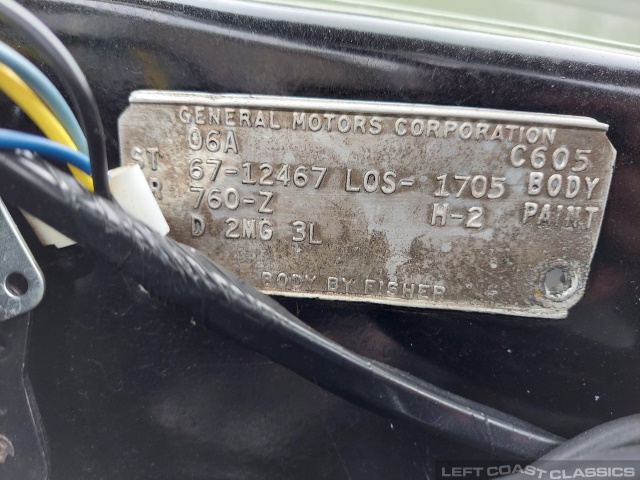 GENERAL MOTORS CORPORATION
06A C605
ST 67-12467 LOS- 1705 BODY
R 760-Z H-2 PAINT
D 2MG 3L
BODY BY FISHER
LEFT COAST CLASSICS